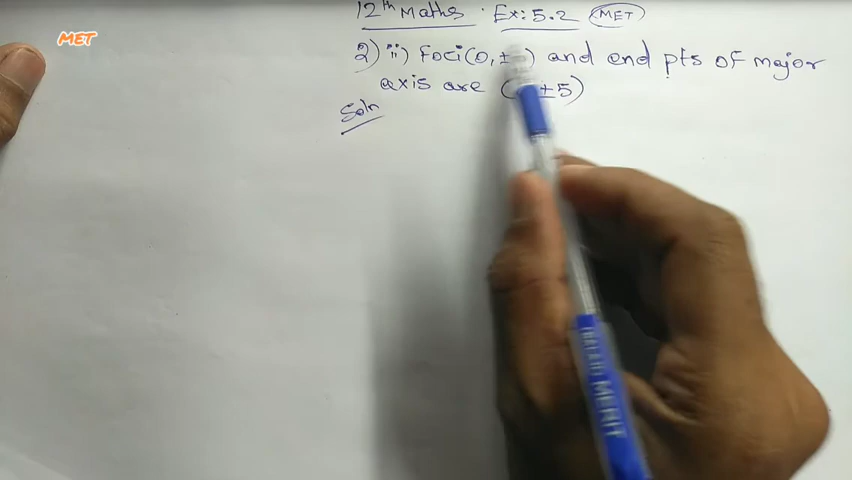 12th Maths . Ex: 5.2 MET
MET
2) ii) Foci (0, ± ) and end pts of major
axis are ( ± 5)
Soln